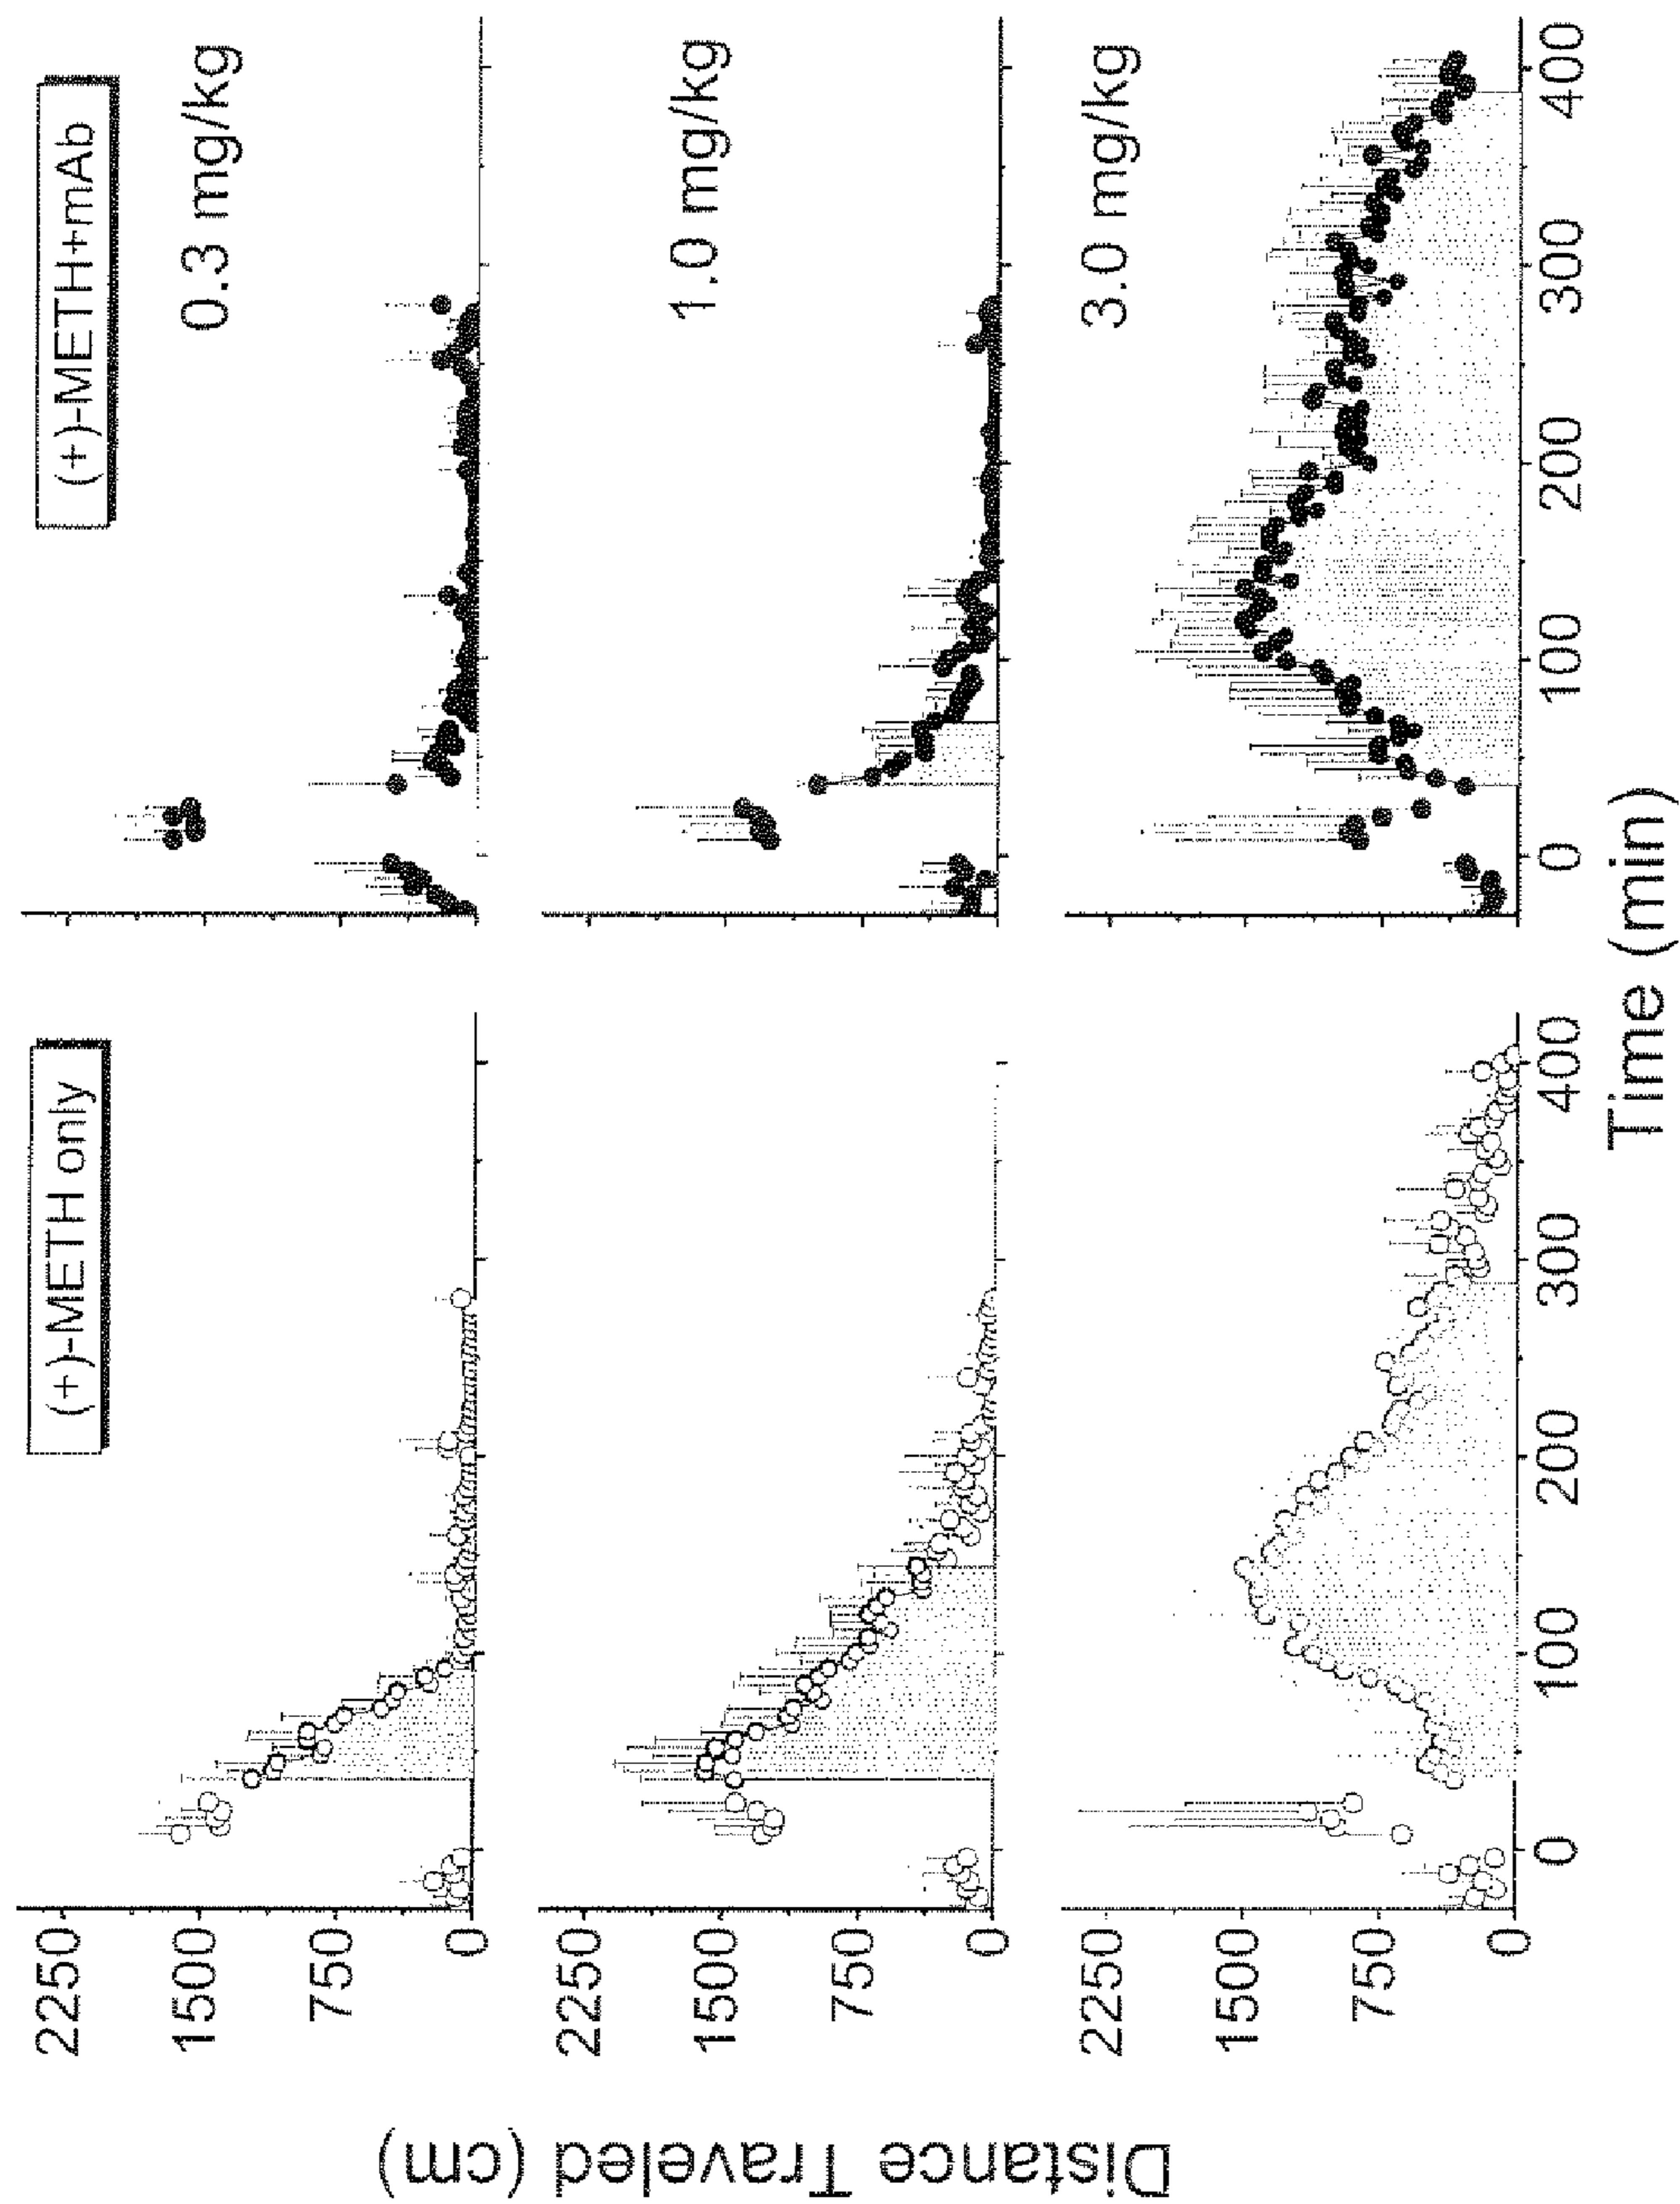 (+)-METH only
(+)-METH+mAb
Distance Traveled (cm)
2250
1500
750
0
0.3 mg/kg
2250
1500
750
0
1.0 mg/kg
2250
1500
750
0
3.0 mg/kg
0 100 200 300 400
0 100 200 300 400
Time (min)